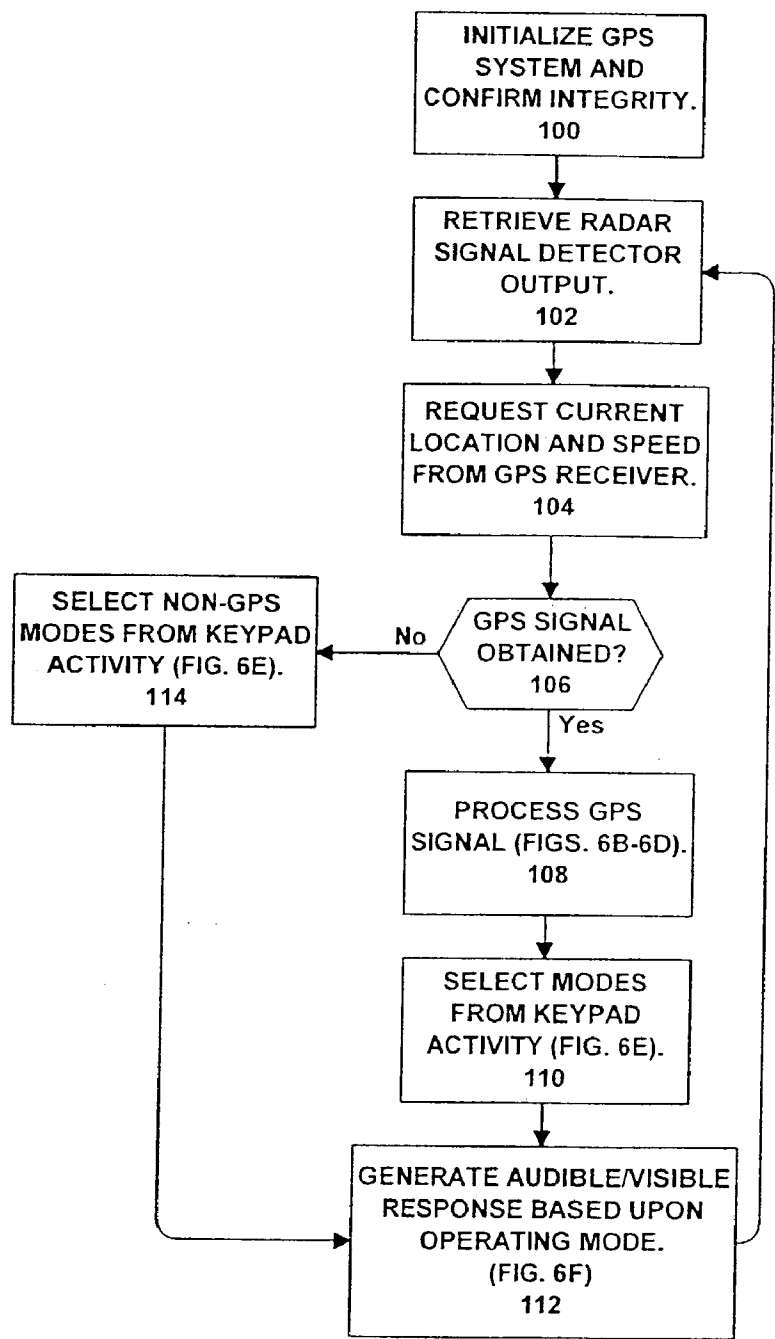 INITIALIZE GPS
SYSTEM AND
CONFIRM INTEGRITY.
100
RETRIEVE RADAR
SIGNAL DETECTOR
OUTPUT.
102
REQUEST CURRENT
LOCATION AND SPEED
FROM GPS RECEIVER.
104
GPS SIGNAL
OBTAINED?
106
No
Yes
SELECT NON-GPS
MODES FROM KEYPAD
ACTIVITY (FIG. 6E).
114
PROCESS GPS
SIGNAL (FIGS. 6B-6D).
108
SELECT MODES
FROM KEYPAD
ACTIVITY (FIG. 6E).
110
GENERATE AUDIBLE/VISIBLE
RESPONSE BASED UPON
OPERATING MODE.
(FIG. 6F)
112